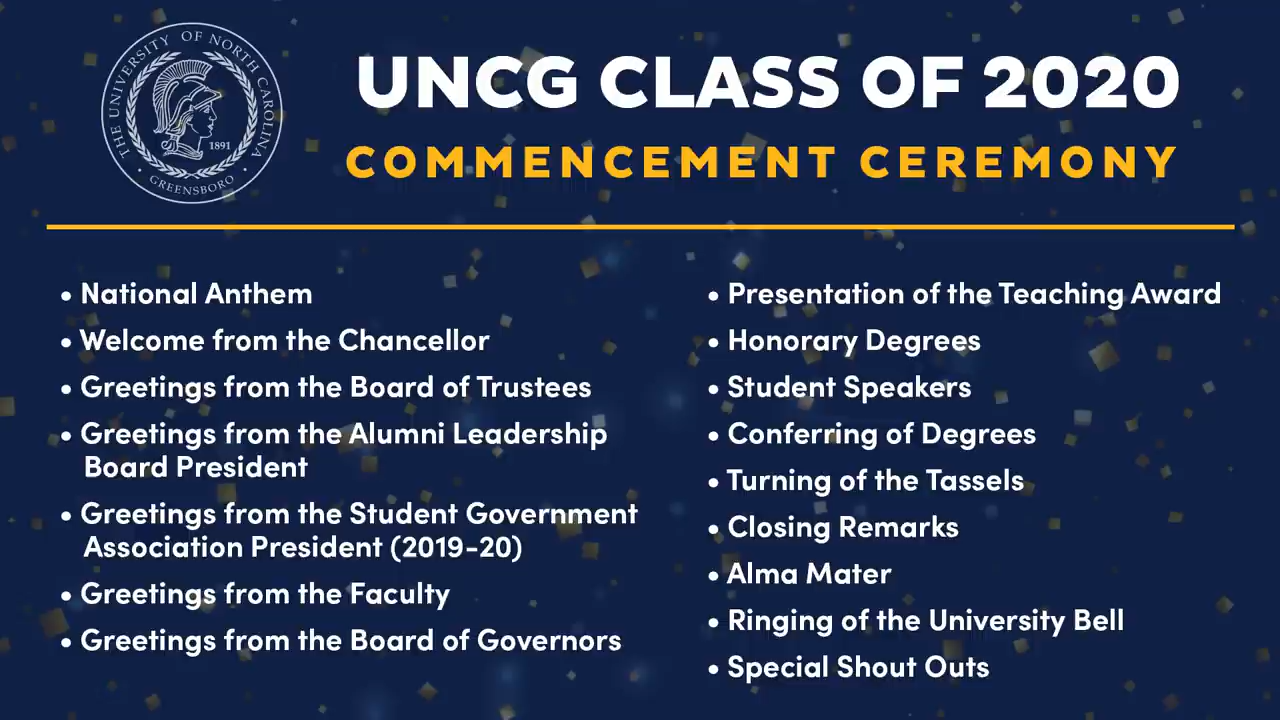 THE UNIVERSITY OF NORTH CAROLINA
1891
GREENSBORO
UNCG CLASS OF 2020
COMMENCEMENT CEREMONY
• National Anthem
• Welcome from the Chancellor
• Greetings from the Board of Trustees
• Greetings from the Alumni Leadership
Board President
• Greetings from the Student Government
Association President (2019-20)
• Greetings from the Faculty
• Greetings from the Board of Governors
• Presentation of the Teaching Award
• Honorary Degrees
• Student Speakers
• Conferring of Degrees
• Turning of the Tassels
• Closing Remarks
• Alma Mater
• Ringing of the University Bell
• Special Shout Outs